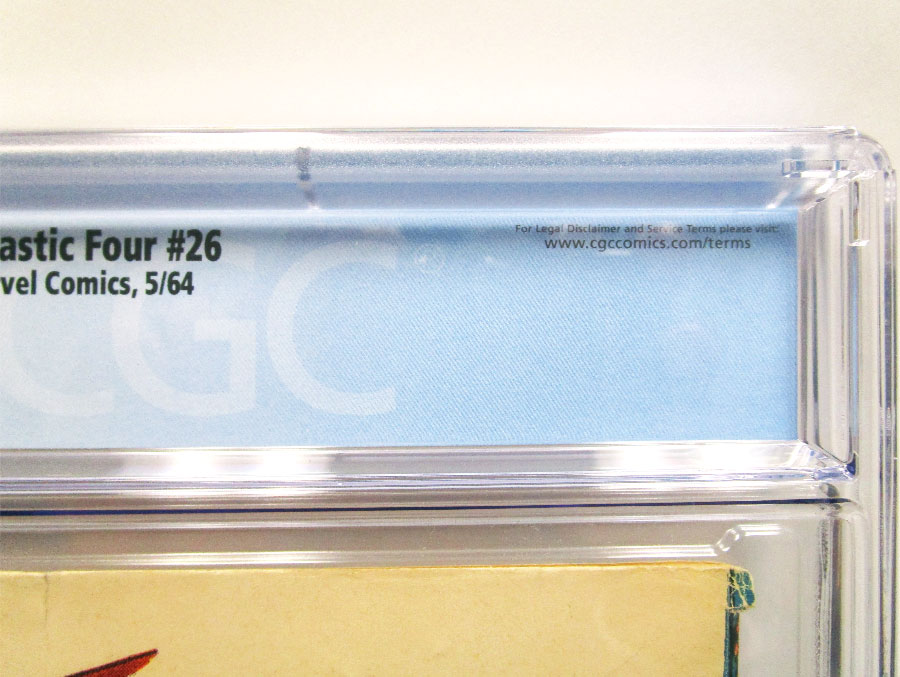 astic Four #26
vel Comics, 5/64
For Legal Disclaimer and Service Terms please visit:
www.cgccomics.com/terms
CGC